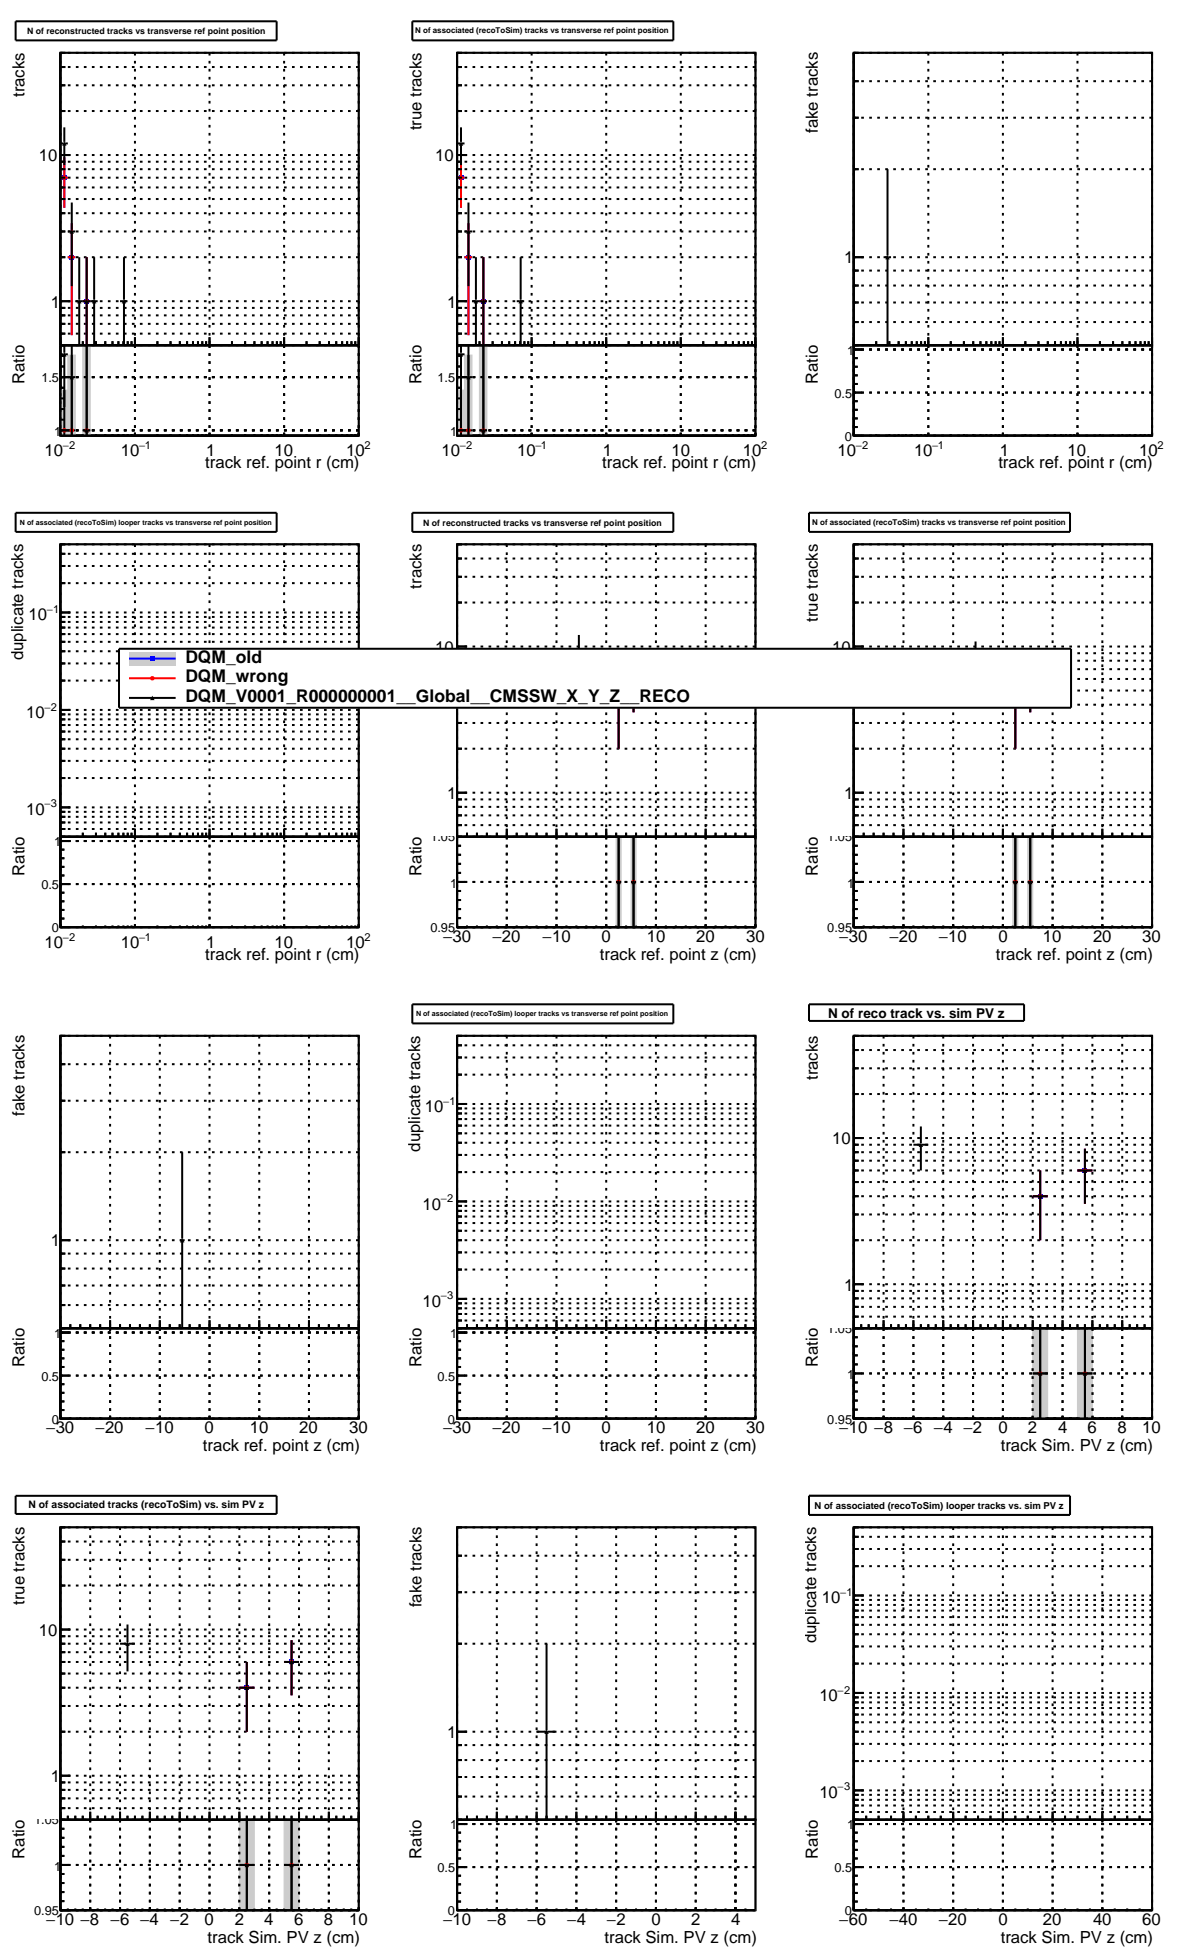 N of reconstructed tracks vs transverse ref point position
tracks
10
1
Ratio
1.5
1
10−2 10−1 1 10 102
track ref. point r (cm)
N of associated (recoToSim) tracks vs transverse ref point position
true tracks
10
1
Ratio
1.5
1
10−2 10−1 1 10 102
track ref. point r (cm)
fake tracks
1
Ratio
1
0.5
0
10−2 10−1 1 10 102
track ref. point r (cm)
N of associated (recoToSim) looper tracks vs transverse ref point position
duplicate tracks
10−1
10−2
10−3
Ratio
1
0.5
0
10−2 10−1 1 10 102
track ref. point r (cm)
N of reconstructed tracks vs transverse ref point position
tracks
10
1
Ratio
1.05
1
0.95
−30 −20 −10 0 10 20 30
track ref. point z (cm)
N of associated (recoToSim) tracks vs transverse ref point position
true tracks
10
1
Ratio
1.05
1
0.95
−30 −20 −10 0 10 20 30
track ref. point z (cm)
DQM_old
DQM_wrong
DQM_V0001_R000000001__Global__CMSSW_X_Y_Z__RECO
fake tracks
1
Ratio
1
0.5
0
−30 −20 −10 0 10 20 30
track ref. point z (cm)
N of associated (recoToSim) looper tracks vs transverse ref point position
duplicate tracks
10−1
10−2
10−3
Ratio
1
0.5
0
−30 −20 −10 0 10 20 30
track ref. point z (cm)
N of reco track vs. sim PV z
tracks
10
1
Ratio
1.05
1
0.95
−10 −8 −6 −4 −2 0 2 4 6 8 10
track Sim. PV z (cm)
N of associated tracks (recoToSim) vs. sim PV z
true tracks
10
1
Ratio
1.05
1
0.95
−10 −8 −6 −4 −2 0 2 4 6 8 10
track Sim. PV z (cm)
fake tracks
1
Ratio
1
0.5
0
−10 −8 −6 −4 −2 0 2 4
track Sim. PV z (cm)
N of associated (recoToSim) looper tracks vs. sim PV z
duplicate tracks
10−1
10−2
10−3
Ratio
1
0.5
0
−60 −40 −20 0 20 40 60
track Sim. PV z (cm)